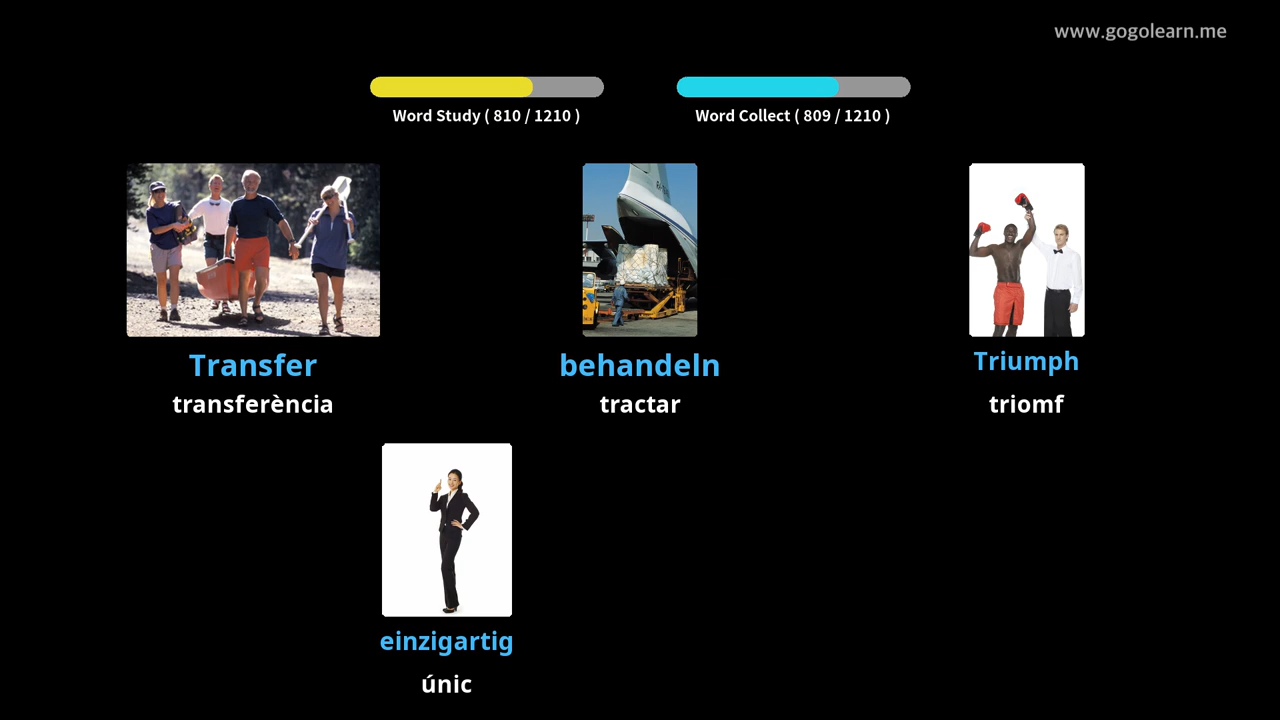 www.gogolearn.me
Word Study ( 810 / 1210 )
Word Collect ( 809 / 1210 )
Transfer
transferència
behandeln
tractar
Triumph
triomf
einzigartig
únic